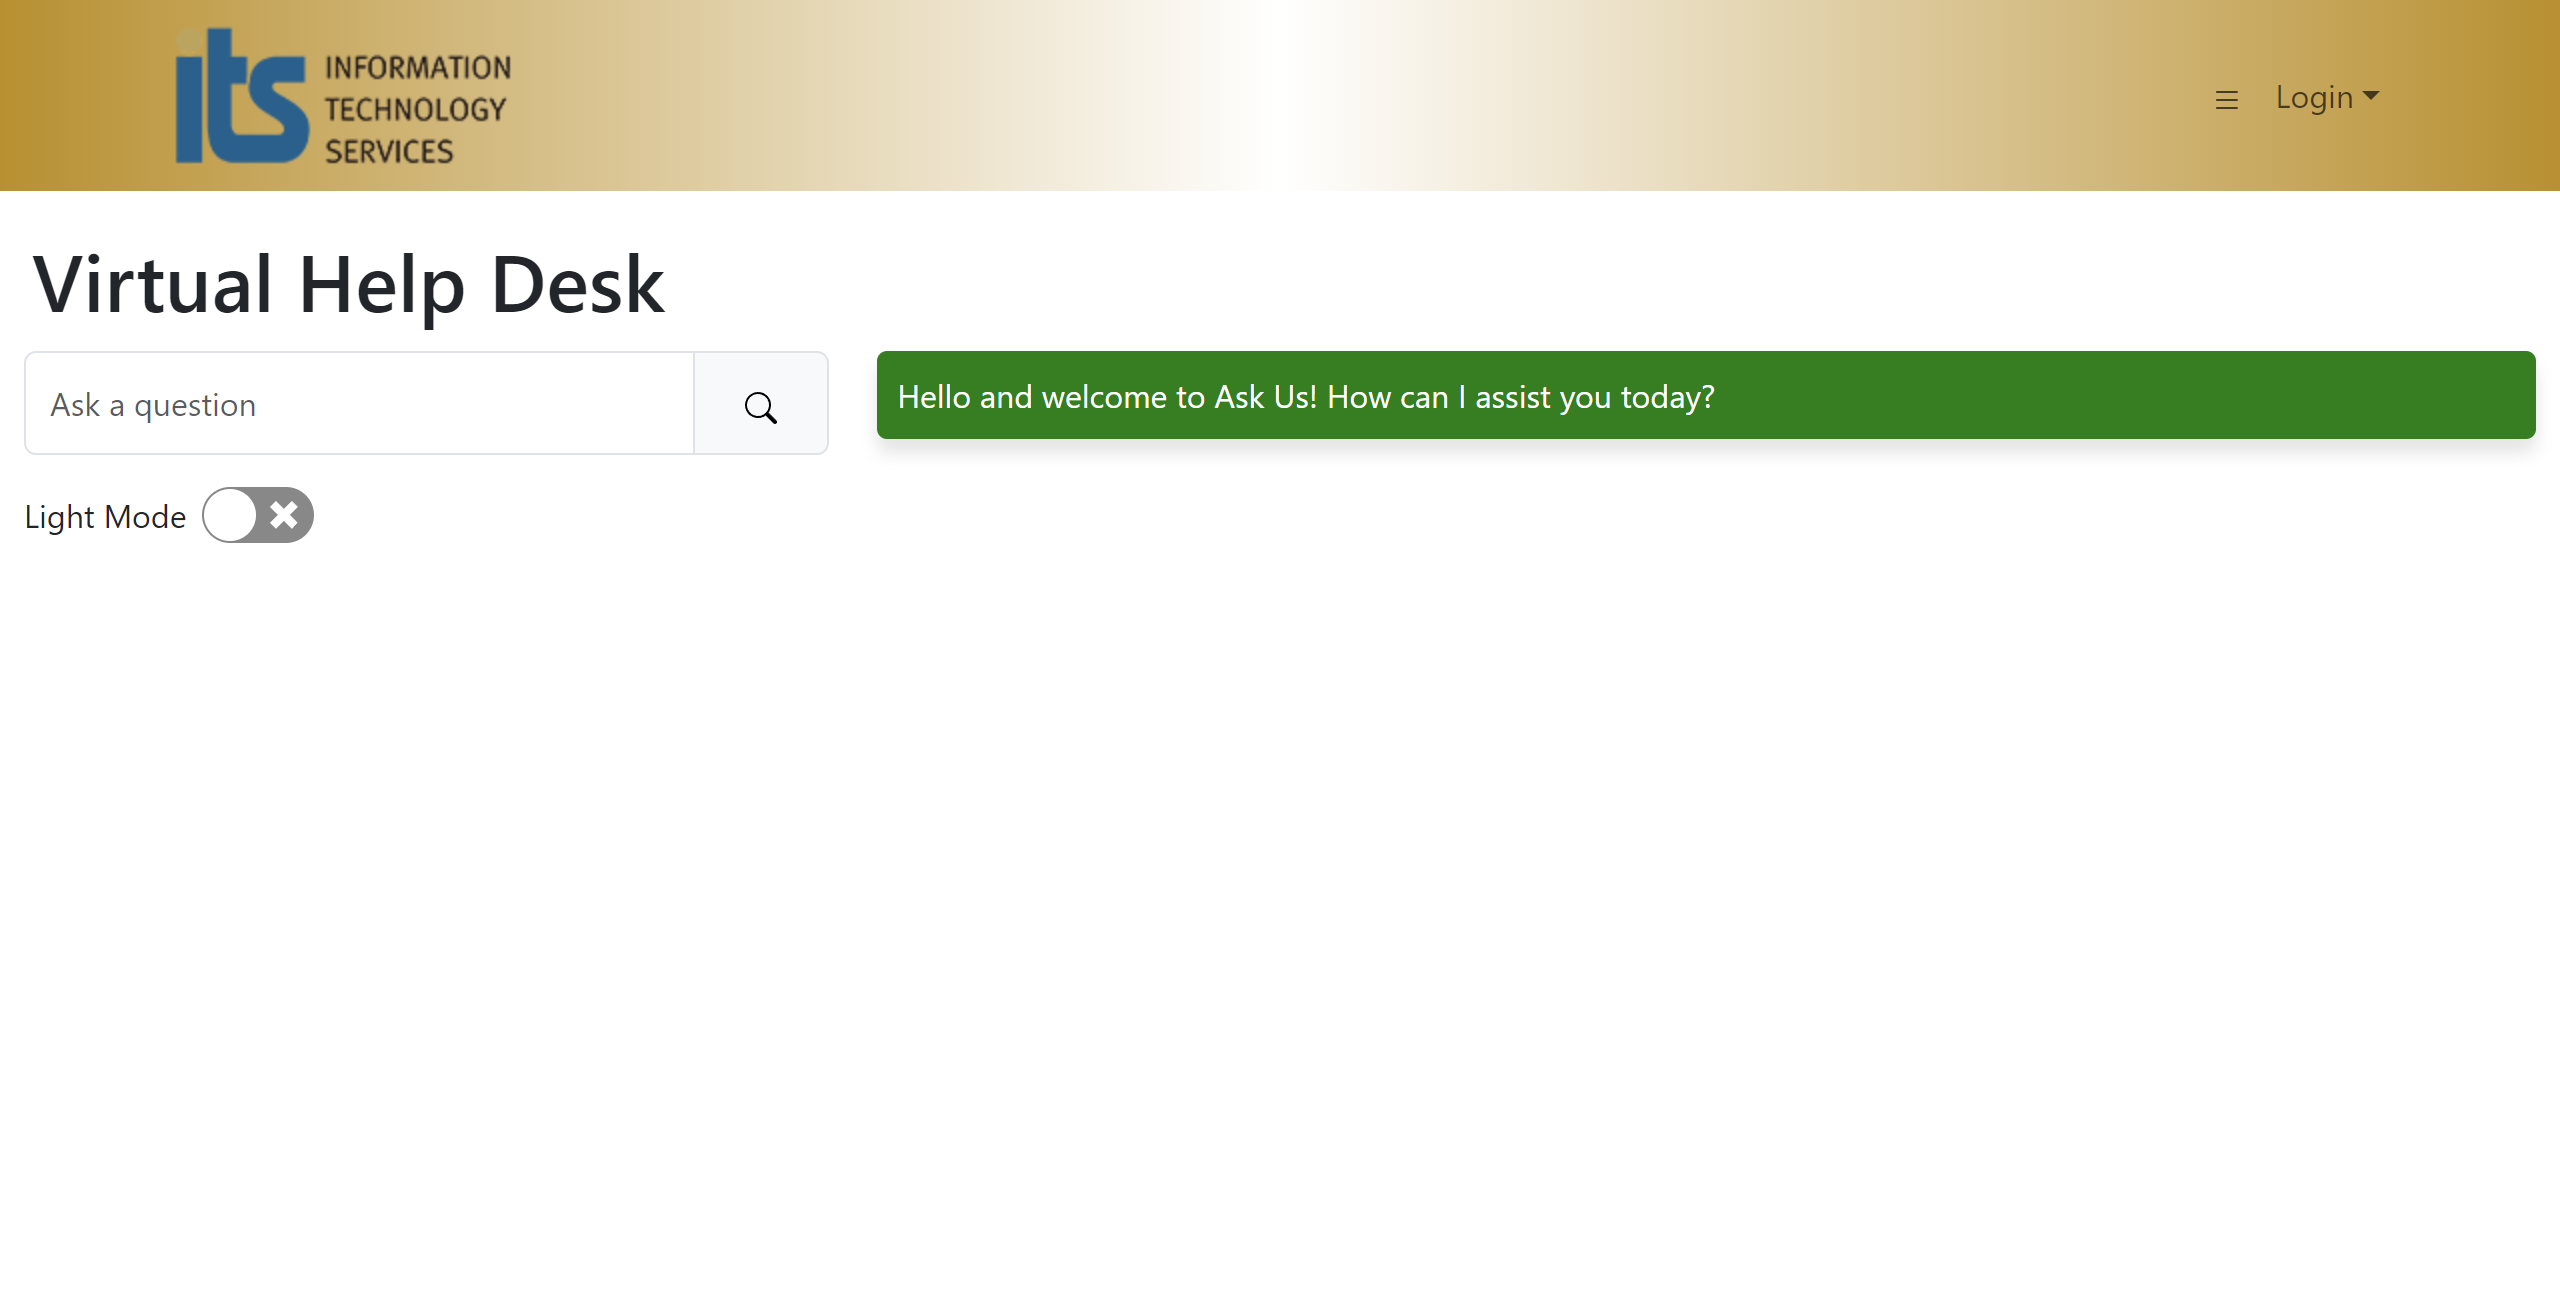 its
INFORMATION
TECHNOLOGY
SERVICES
Login
Virtual Help Desk
Ask a question
Hello and welcome to Ask Us! How can I assist you today?
Light Mode